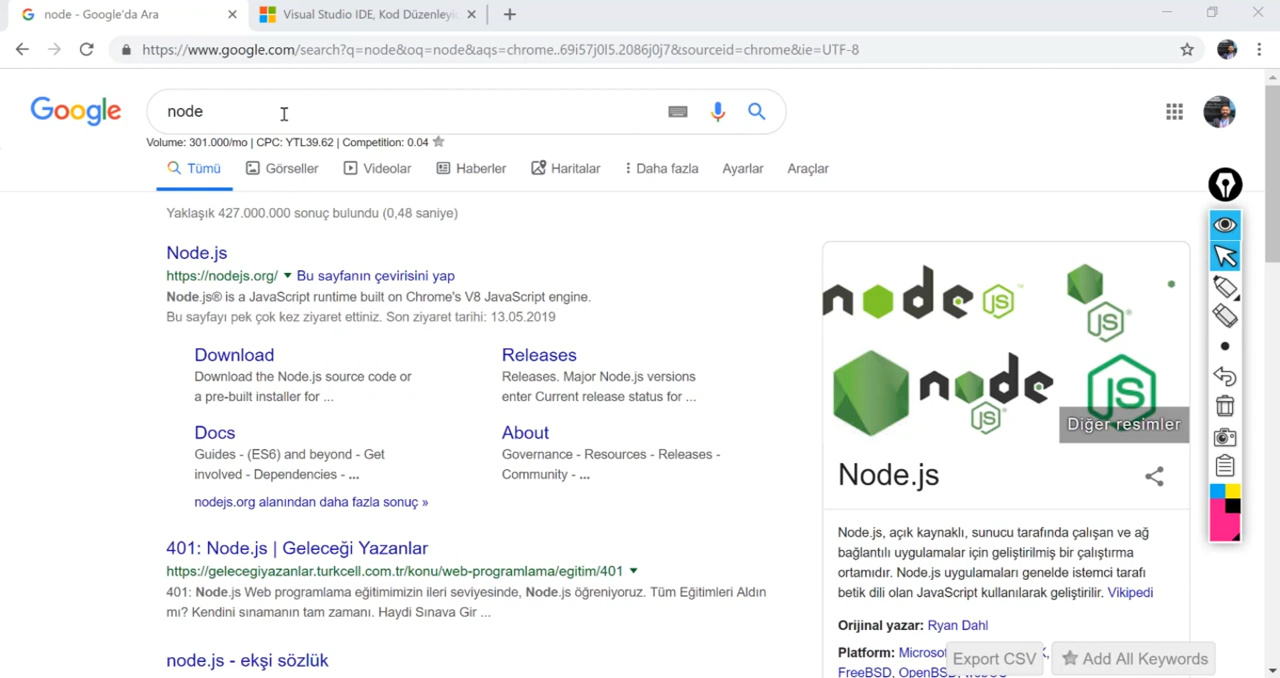 node - Google'da Ara
Visual Studio IDE, Kod Düzenleyic
https://www.google.com/search?q=node&oq=node&aqs=chrome..69i57j0l5.2086j0j7&sourceid=chrome&ie=UTF-8
Google
node
Volume: 301.000/mo | CPC: YTL39.62 | Competition: 0.04
Tümü
Görseller
Videolar
Haberler
Haritalar
Daha fazla
Ayarlar
Araçlar
Yaklaşık 427.000.000 sonuç bulundu (0,48 saniye)
Node.js
https://nodejs.org/ Bu sayfanın çevirisini yap
Node.js® is a JavaScript runtime built on Chrome's V8 JavaScript engine.
Bu sayfayı pek çok kez ziyaret ettiniz. Son ziyaret tarihi: 13.05.2019
Download
Download the Node.js source code or
a pre-built installer for ...
Releases
Releases. Major Node.js versions
enter Current release status for ...
Docs
Guides - (ES6) and beyond - Get
involved - Dependencies - ...
About
Governance - Resources - Releases -
Community - ...
nodejs.org alanından daha fazla sonuç »
401: Node.js | Geleceği Yazanlar
https://gelecegiyazanlar.turkcell.com.tr/konu/web-programlama/egitim/401
401: Node.js Web programlama eğitimimizin ileri seviyesinde, Node.js öğreniyoruz. Tüm Eğitimleri Aldın
mı? Kendini sınamanın tam zamanı. Haydi Sınava Gir ...
node.js - ekşi sözlük
node JS
JS
node JS
JS
Diğer resimler
Node.js
Node.js, açık kaynaklı, sunucu tarafında çalışan ve ağ
bağlantılı uygulamalar için geliştirilmiş bir çalıştırma
ortamıdır. Node.js uygulamaları genelde istemci tarafı
betik dili olan JavaScript kullanılarak geliştirilir. Vikipedi
Orijinal yazar: Ryan Dahl
Platform: Microsof
FreeBSD, OpenBSD,
Export CSV
Add All Keywords